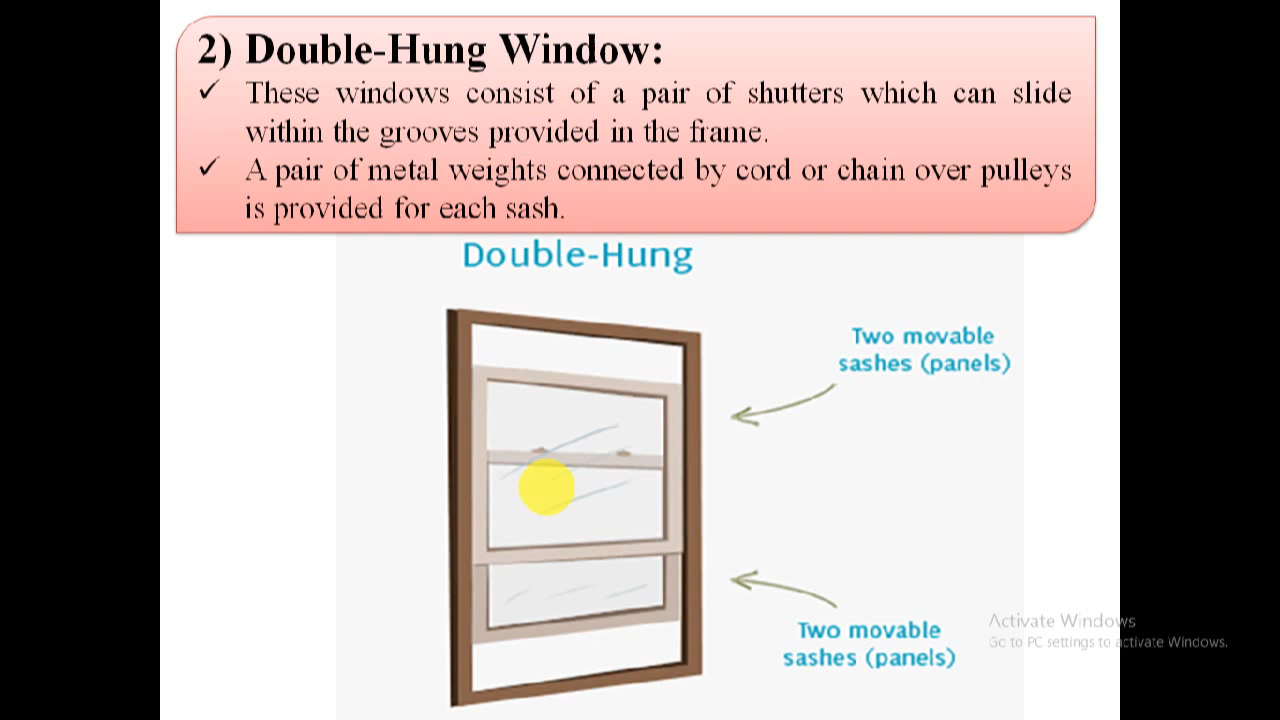 2) Double-Hung Window:
✓ These windows consist of a pair of shutters which can slide
within the grooves provided in the frame.
✓ A pair of metal weights connected by cord or chain over pulleys
is provided for each sash.
Double-Hung
Two movable
sashes (panels)
Two movable
sashes (panels)
Activate Windows
Go to PC settings to activate Windows.